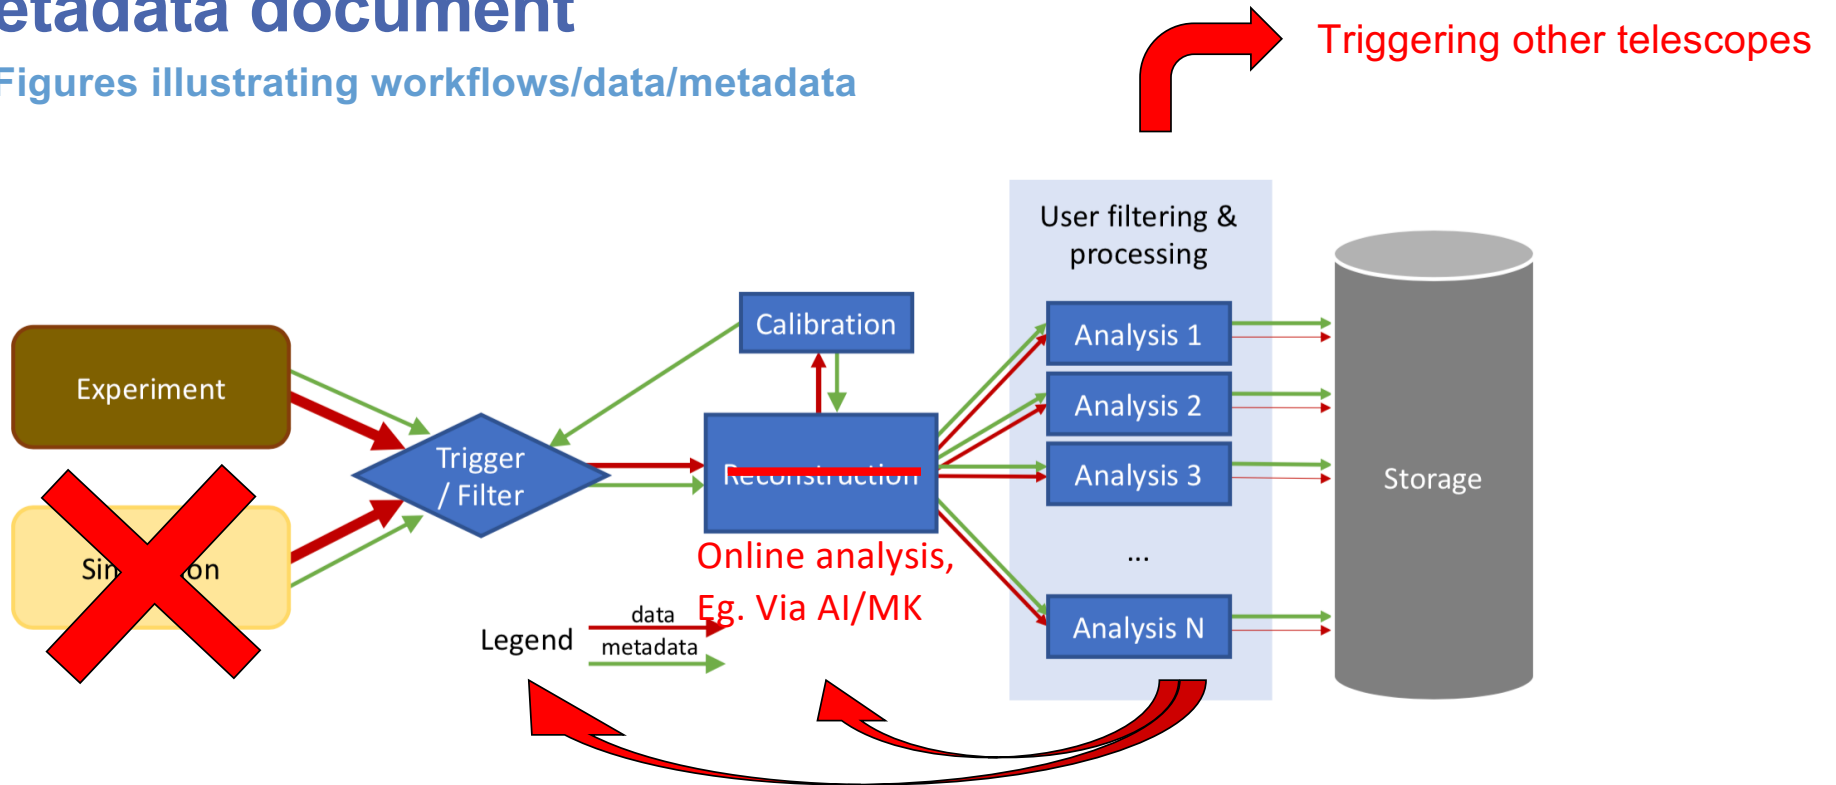 etadata document
Figures illustrating workflows/data/metadata
Triggering other telescopes
User filtering &
processing
Experiment
Calibration
Trigger
/ Filter
Reconstruction
Online analysis,
Eg. Via AI/MK
Analysis 1
Analysis 2
Analysis 3
...
Analysis N
Storage
Legend
data
metadata